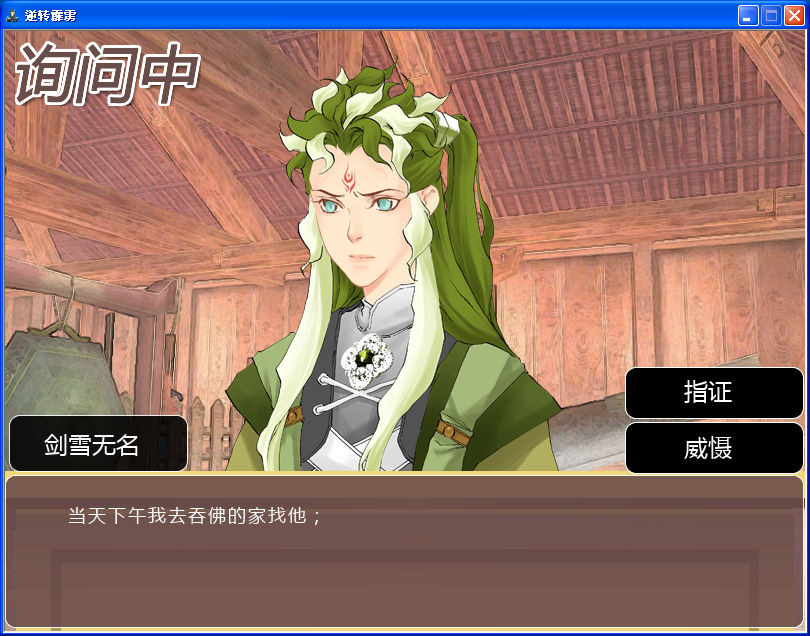 逆转霹雳
询问中
指证
剑雪无名
威慑
当天下午我去吞佛的家找他；